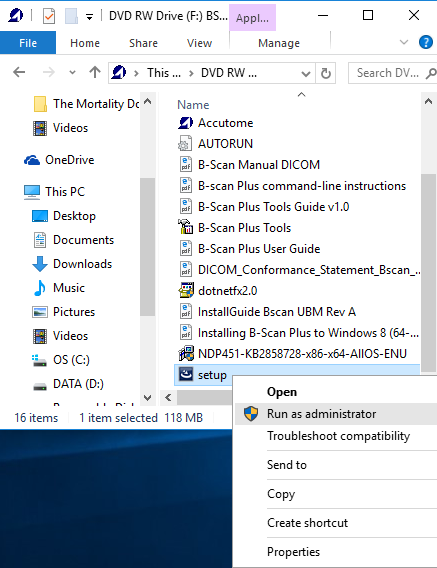 DVD RW Drive (F:) BS...
Appl...
File
Home
Share
View
Manage
This ...
DVD RW ...
Search DV...
The Mortality Do
Videos
OneDrive
This PC
Desktop
Documents
Downloads
Music
Pictures
Videos
OS (C:)
DATA (D:)
Name
Accutome
AUTORUN
B-Scan Manual DICOM
B-scan Plus command-line instructions
B-Scan Plus Tools Guide v1.0
B-Scan Plus Tools
B-Scan Plus User Guide
DICOM_Conformance_Statement_Bscan_...
dotnetfx2.0
InstallGuide Bscan UBM Rev A
Installing B-Scan Plus to Windows 8 (64-...
NDP451-KB2858728-x86-x64-AllOS-ENU
setup
16 items
1 item selected 118 MB
Open
Run as administrator
Troubleshoot compatibility
Send to
Copy
Create shortcut
Properties